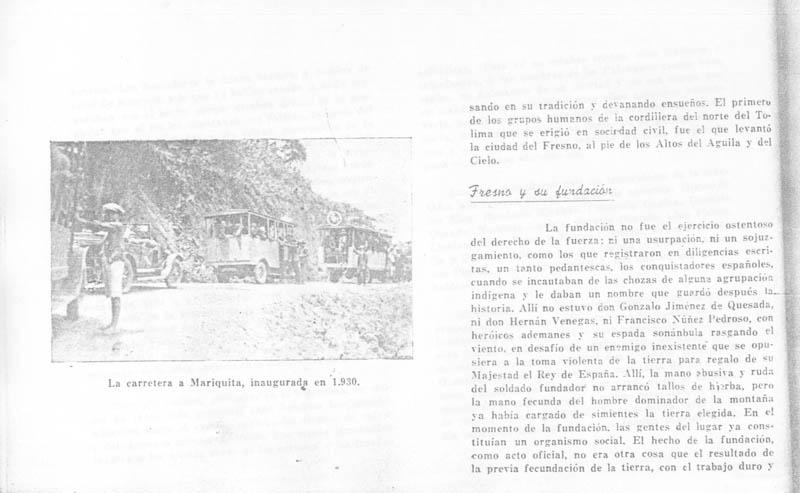 La carretera a Mariquita, inaugurada en 1.930.
sando en su tradición y devanando ensueños. El primero
de los grupos humanos de la cordillera del norte del To-
lima que se erigió en sociedad civil, fue el que levantó
la ciudad del Fresno, al pie de los Altos del Aguila y del
Cielo.
Fresno y su fundación
La fundación no fue el ejercicio ostentoso
del derecho de la fuerza; ni una usurpación, ni un sojuz-
gamiento, como los que registraron en diligencias escri-
tas, un tanto pedantescas, los conquistadores españoles,
cuando se incautaban de las chozas de alguna agrupación
indígena y le daban un nombre que guardó después la
historia. Allí no estuvo don Gonzalo Jiménez de Quesada,
ni don Hernán Venegas, ni Francisco Núñez Pedroso, con
heróicos ademanes y su espada sonánbula rasgando el
viento, en desafío de un enemigo inexistente que se opu-
siera a la toma violenta de la tierra para regalo de su
Majestad el Rey de España. Allí, la mano abusiva y ruda
del soldado fundador no arrancó tallos de hierba, pero
la mano fecunda del hombre dominador de la montaña
ya había cargado de simientes la tierra elegida. En el
momento de la fundación, las gentes del lugar ya cons-
tituían un organismo social. El hecho de la fundación,
como acto oficial, no era otra cosa que el resultado de
la previa fecundación de la tierra, con el trabajo duro y